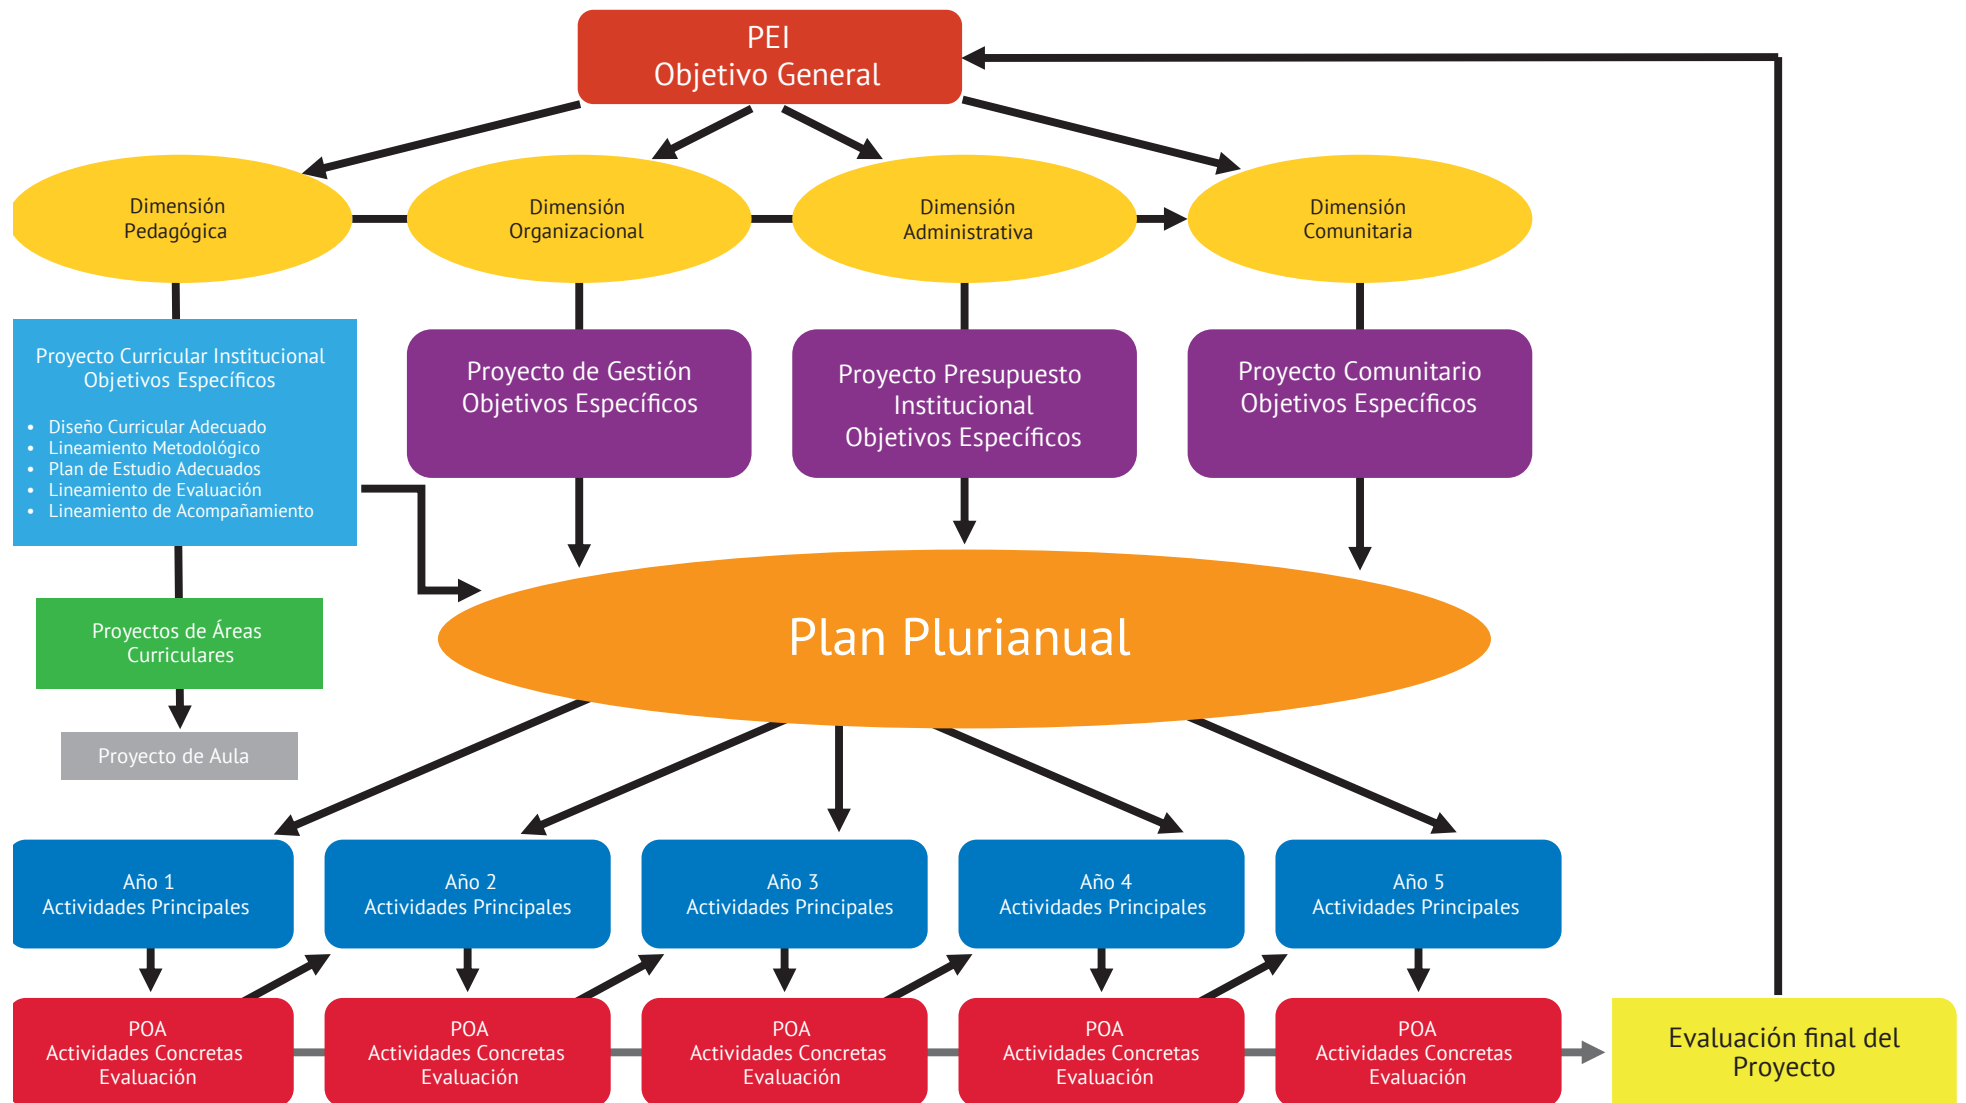 PEI
Objetivo General
Dimensión
Pedagógica
Dimensión
Organizacional
Dimensión
Administrativa
Dimensión
Comunitaria
Proyecto Curricular Institucional
Objetivos Específicos
• Diseño Curricular Adecuado
• Lineamiento Metodológico
• Plan de Estudio Adecuados
• Lineamiento de Evaluación
• Lineamiento de Acompañamiento
Proyecto de Gestión
Objetivos Específicos
Proyecto Presupuesto
Institucional
Objetivos Específicos
Proyecto Comunitario
Objetivos Específicos
Proyectos de Áreas
Curriculares
Proyecto de Aula
Plan Plurianual
Año 1
Actividades Principales
Año 2
Actividades Principales
Año 3
Actividades Principales
Año 4
Actividades Principales
Año 5
Actividades Principales
POA
Actividades Concretas
Evaluación
POA
Actividades Concretas
Evaluación
POA
Actividades Concretas
Evaluación
POA
Actividades Concretas
Evaluación
POA
Actividades Concretas
Evaluación
Evaluación final del
Proyecto